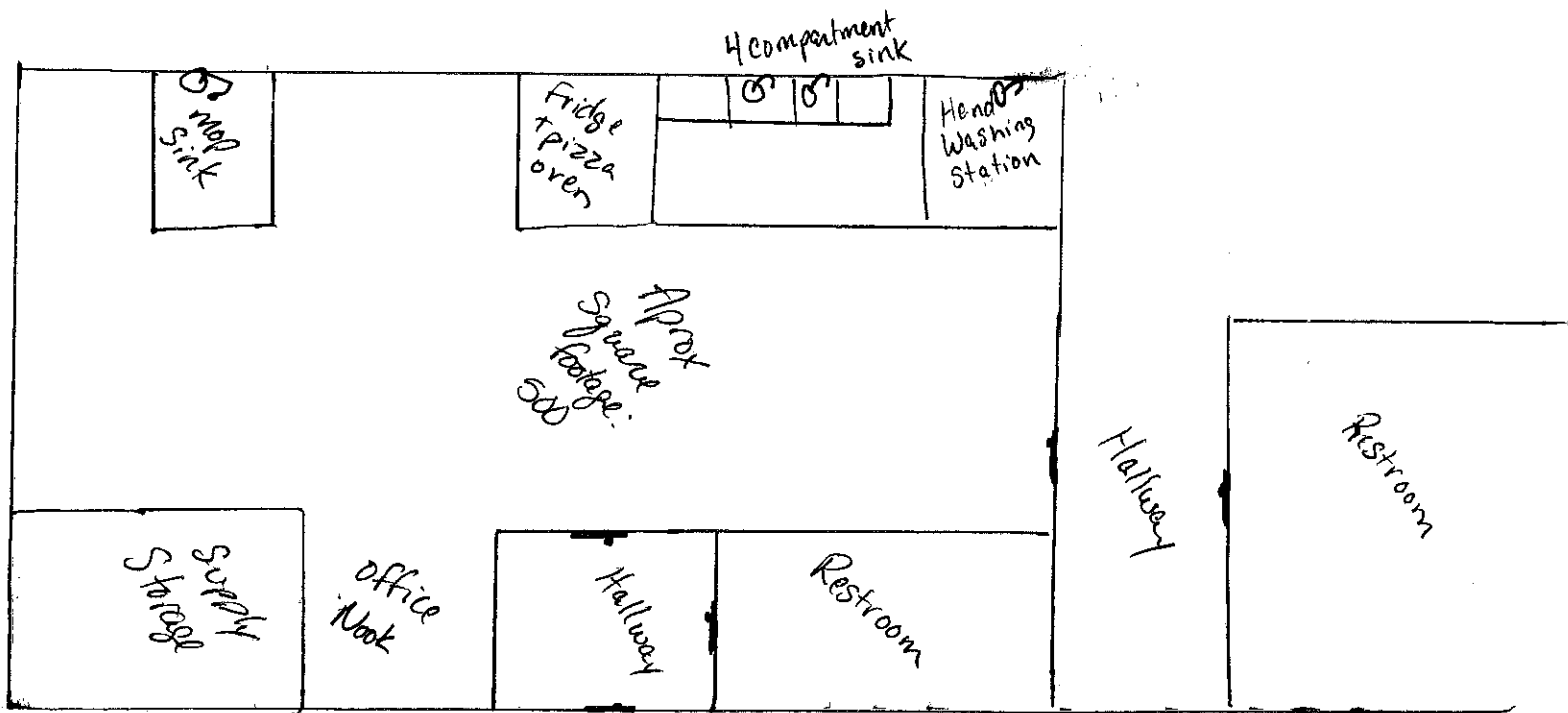 4 compartment
sink
mop
sink
Fridge
+ pizza
oven
Hand
Washing
Station
Aprox
Square
footage:
500
Hallway
Restroom
Supply
Storage
office
Nook
Hallway
Restroom